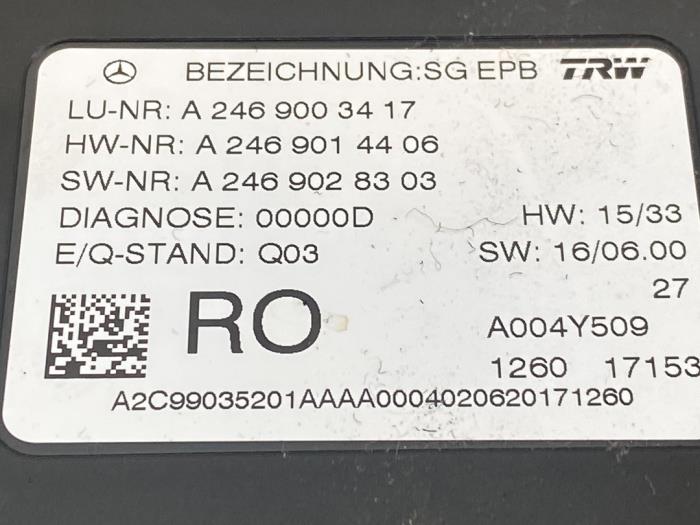 BEZEICHNUNG:SG EPB TRW
LU-NR: A 246 900 34 17
HW-NR: A 246 901 44 06
SW-NR: A 246 902 83 03
DIAGNOSE: 00000D HW: 15/33
E/Q-STAND: Q03 SW: 16/06.00
27
RO
A004Y509
1260 17153
A2C99035201AAAA0004020620171260